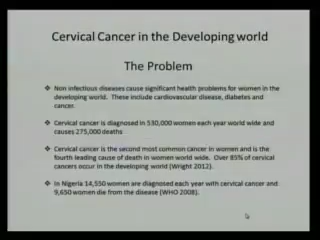 Cervical Cancer in the Developing world
The Problem
❖ Non infectious diseases cause significant health problems for women in the
developing world. These include cardiovascular disease, diabetes and
cancer.
❖ Cervical cancer is diagnosed in 530,000 women each year world wide and
causes 275,000 deaths
❖ Cervical cancer is the second most common cancer in women and is the
fourth leading cause of death in women world wide. Over 85% of cervical
cancers occur in the developing world (Wright 2012).
❖ In Nigeria 14,550 women are diagnosed each year with cervical cancer and
9,650 women die from the disease (WHO 2008).